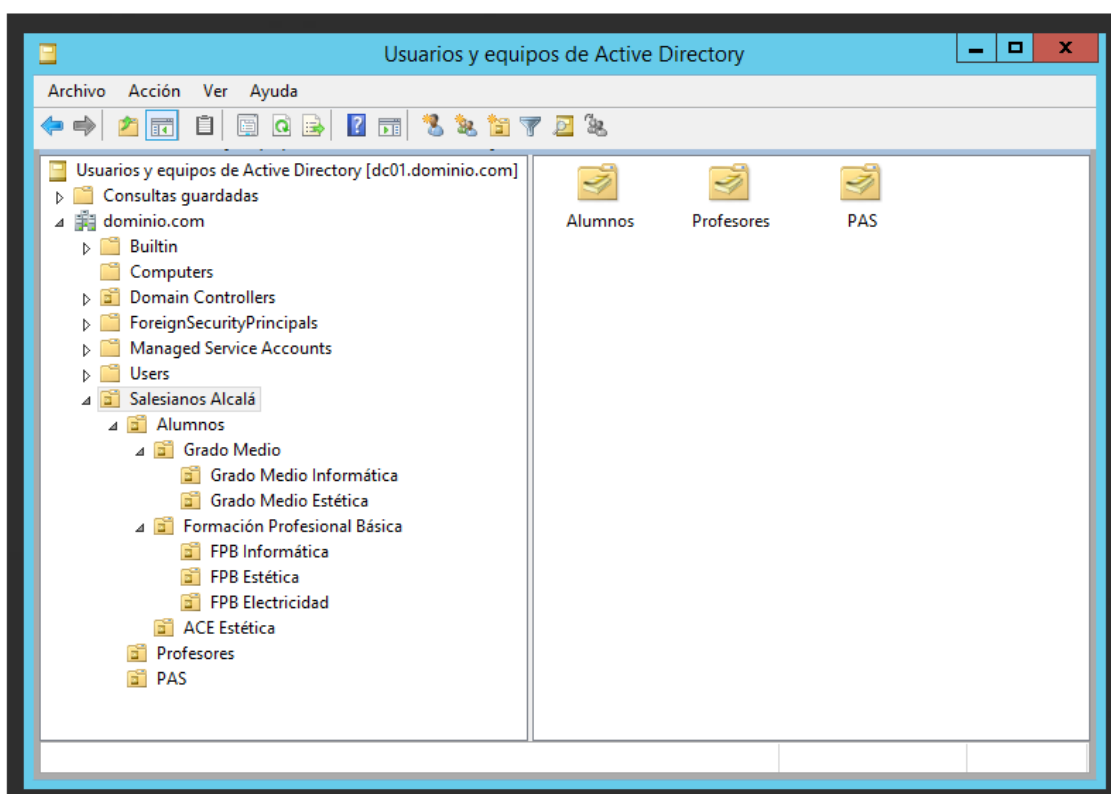 Usuarios y equipos de Active Directory
Archivo Acción Ver Ayuda
Usuarios y equipos de Active Directory [dc01.dominio.com]
Consultas guardadas
dominio.com
Builtin
Computers
Domain Controllers
ForeignSecurityPrincipals
Managed Service Accounts
Users
Salesianos Alcalá
Alumnos
Grado Medio
Grado Medio Informática
Grado Medio Estética
Formación Profesional Básica
FPB Informática
FPB Estética
FPB Electricidad
ACE Estética
Profesores
PAS
Alumnos Profesores PAS